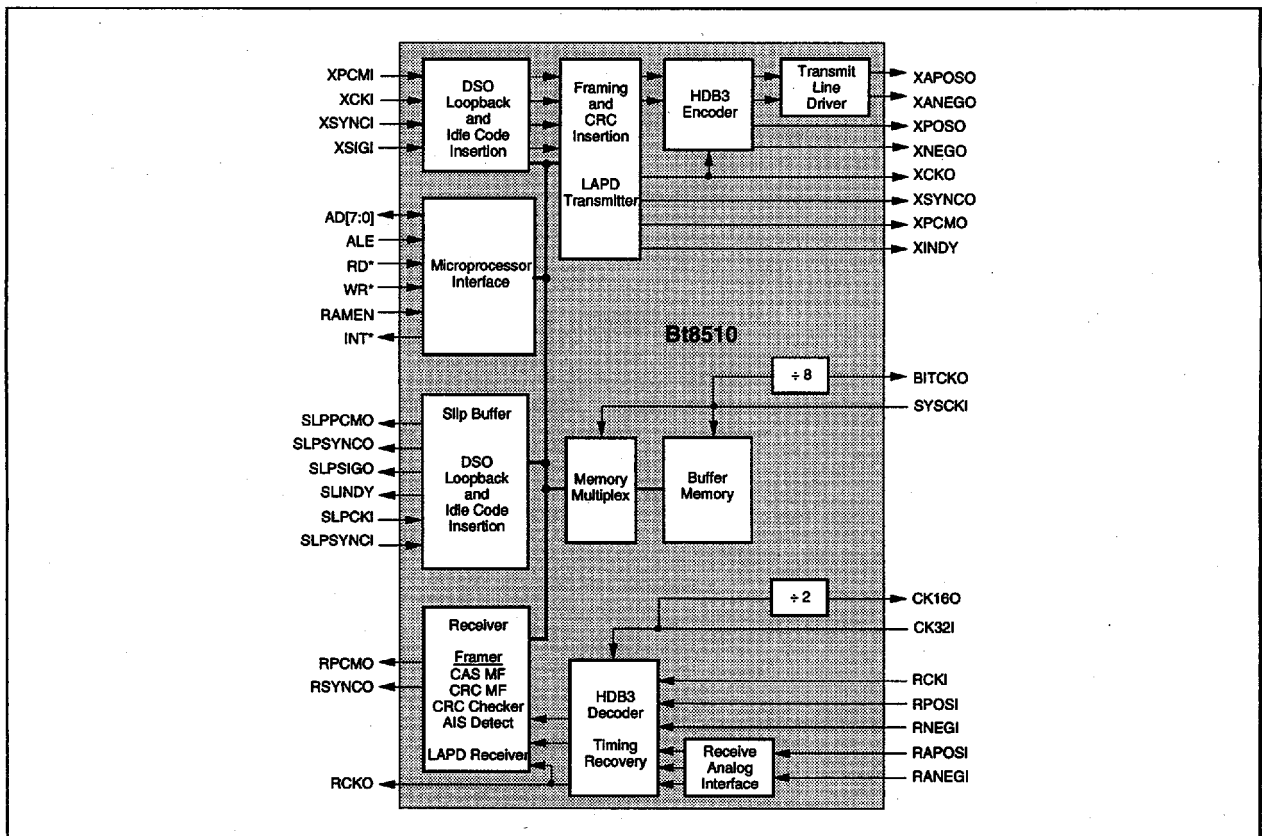 XPCMI
XCKI
XSYNCI
XSIGI
DSO
Loopback
and
Idle Code
Insertion
Framing
and
CRC
Insertion
LAPD
Transmitter
HDB3
Encoder
Transmit
Line
Driver
XAPOSO
XANEGO
XPOSO
XNEGO
XCKO
XSYNCO
XPCMO
XINDY
AD[7:0]
ALE
RD*
WR*
RAMEN
INT*
Microprocessor
Interface
Bt8510
÷ 8
BITCKO
SYSCKI
SLPPCMO
SLPSYNCO
SLPSIGO
SLINDY
SLPCKI
SLPSYNCI
Slip Buffer
DSO
Loopback
and
Idle Code
Insertion
Memory
Multiplex
Buffer
Memory
÷ 2
CK16O
CK32I
RPCMO
RSYNCO
RCKO
Receiver
Framer
CAS MF
CRC MF
CRC Checker
AIS Detect
LAPD Receiver
HDB3
Decoder
Timing
Recovery
Receive
Analog
Interface
RCKI
RPOSI
RNEGI
RAPOSI
RANEGI